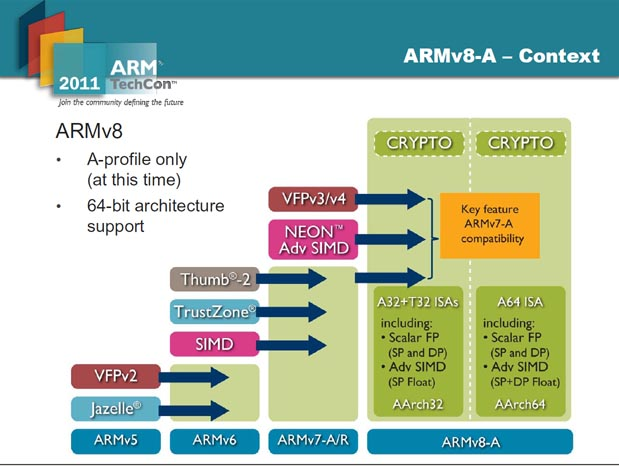 ARMv8-A – Context
2011 ARM®
TechCon™
Join the community defining the future
ARMv8
• A-profile only
(at this time)
• 64-bit architecture
support
CRYPTO CRYPTO
VFPv3/v4
NEON™
Adv SIMD
Key feature
ARMv7-A
compatibility
Thumb®-2
TrustZone®
SIMD
VFPv2
Jazelle®
A32+T32 ISAs
including:
• Scalar FP
(SP and DP)
• Adv SIMD
(SP Float)
AArch32
A64 ISA
including:
• Scalar FP
(SP and DP)
• Adv SIMD
(SP+DP Float)
AArch64
ARMv5 ARMv6 ARMv7-A/R ARMv8-A